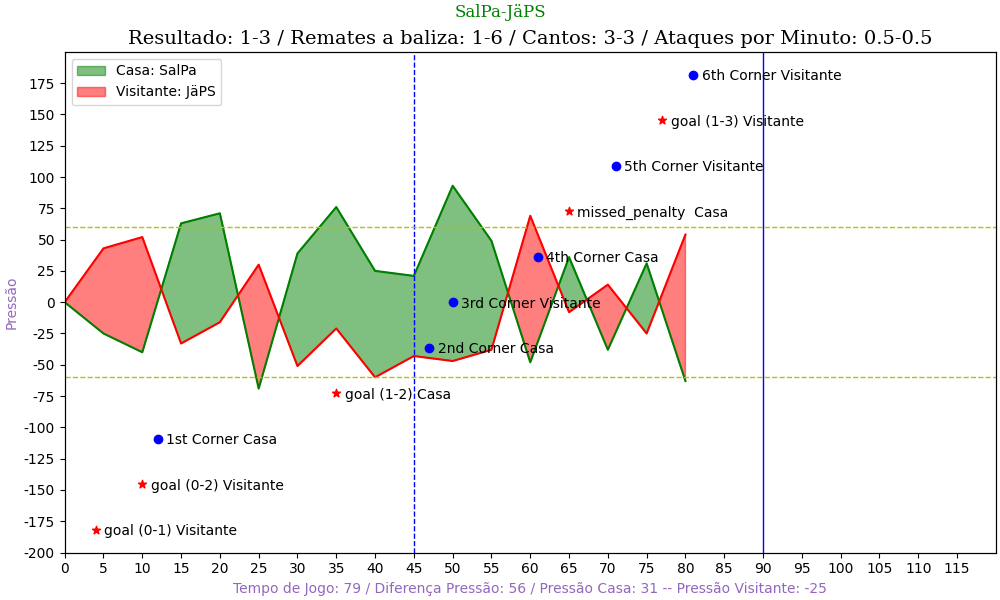 SalPa-JäPS
Resultado: 1-3 / Remates a baliza: 1-6 / Cantos: 3-3 / Ataques por Minuto: 0.5-0.5
Casa: SalPa
Visitante: JäPS
6th Corner Visitante
goal (1-3) Visitante
5th Corner Visitante
missed_penalty  Casa
4th Corner Casa
3rd Corner Visitante
2nd Corner Casa
goal (1-2) Casa
1st Corner Casa
goal (0-2) Visitante
goal (0-1) Visitante
Pressão
175
150
125
100
75
50
25
0
-25
-50
-75
-100
-125
-150
-175
-200
0 5 10 15 20 25 30 35 40 45 50 55 60 65 70 75 80 85 90 95 100 105 110 115
Tempo de Jogo: 79 / Diferença Pressão: 56 / Pressão Casa: 31 -- Pressão Visitante: -25